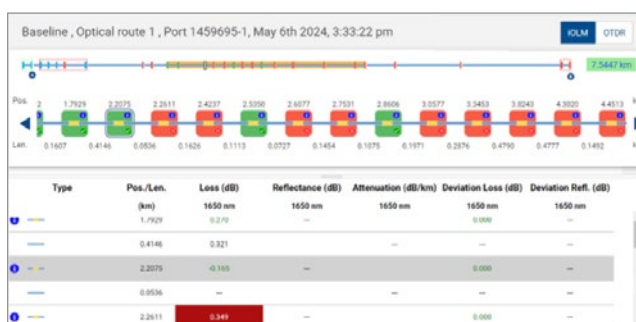 Baseline , Optical route 1 , Port 1459695-1, May 6th 2024, 3:33:22 pm
iOLM OTDR
7.5447 km
Pos. 2 1.7929 2.2075 2.2611 2.4237 2.5350 2.6077 2.7531 2.8606 3.0577 3.3453 3.8243 4.3020 4.4513 k
Len. 0.1607 0.4146 0.0536 0.1626 0.1113 0.0727 0.1454 0.1075 0.1971 0.2876 0.4790 0.4777 0.1492
Type Pos./Len. Loss (dB) Reflectance (dB) Attenuation (dB/km) Deviation Loss (dB) Deviation Refl. (dB)
(km) 1650 nm 1650 nm 1650 nm 1650 nm 1650 nm
1.7929 0.270 --- 0.000 ---
0.4146 0.321 --- --- ---
2.2075 -0.165 --- 0.000 ---
0.0536 --- --- --- ---
2.2611 0.349 --- 0.000 ---